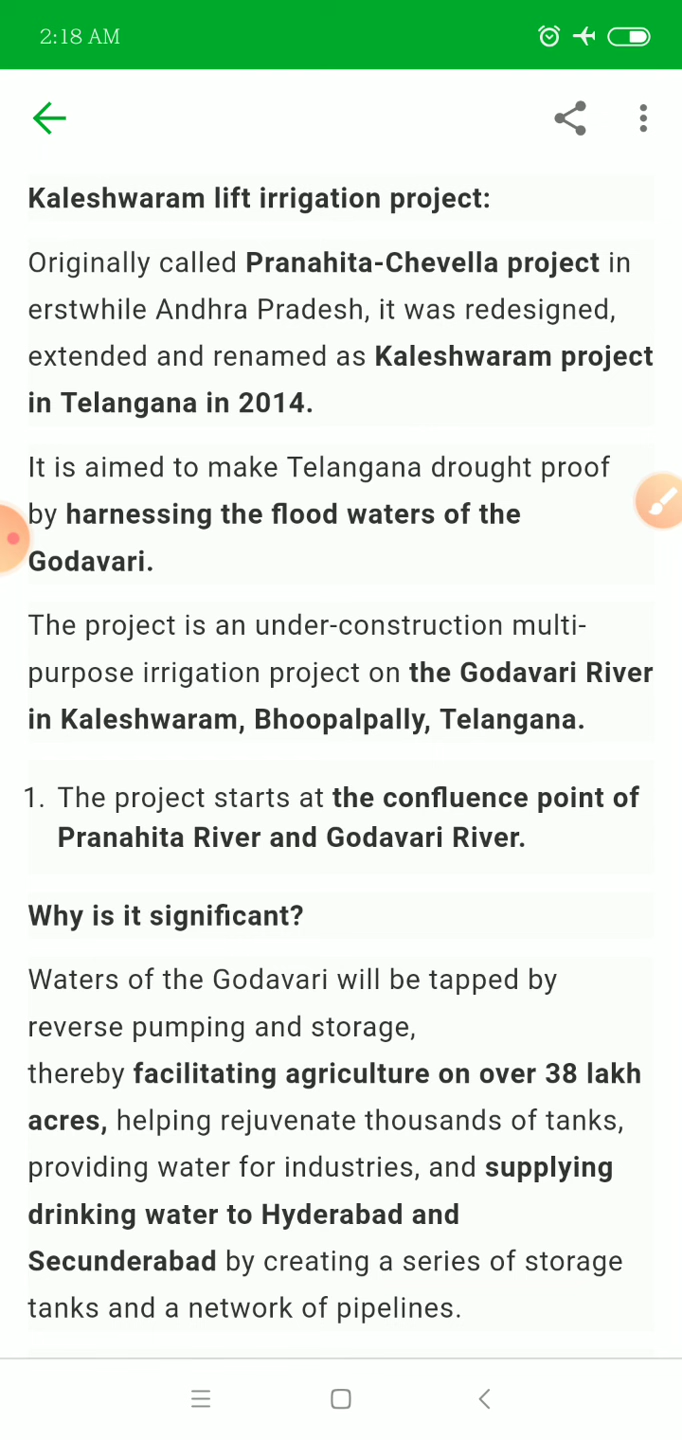 2:18 AM
Kaleshwaram lift irrigation project:
Originally called Pranahita-Chevella project in
erstwhile Andhra Pradesh, it was redesigned,
extended and renamed as Kaleshwaram project
in Telangana in 2014.
It is aimed to make Telangana drought proof
by harnessing the flood waters of the
Godavari.
The project is an under-construction multi-
purpose irrigation project on the Godavari River
in Kaleshwaram, Bhoopalpally, Telangana.
1. The project starts at the confluence point of
Pranahita River and Godavari River.
Why is it significant?
Waters of the Godavari will be tapped by
reverse pumping and storage,
thereby facilitating agriculture on over 38 lakh
acres, helping rejuvenate thousands of tanks,
providing water for industries, and supplying
drinking water to Hyderabad and
Secunderabad by creating a series of storage
tanks and a network of pipelines.